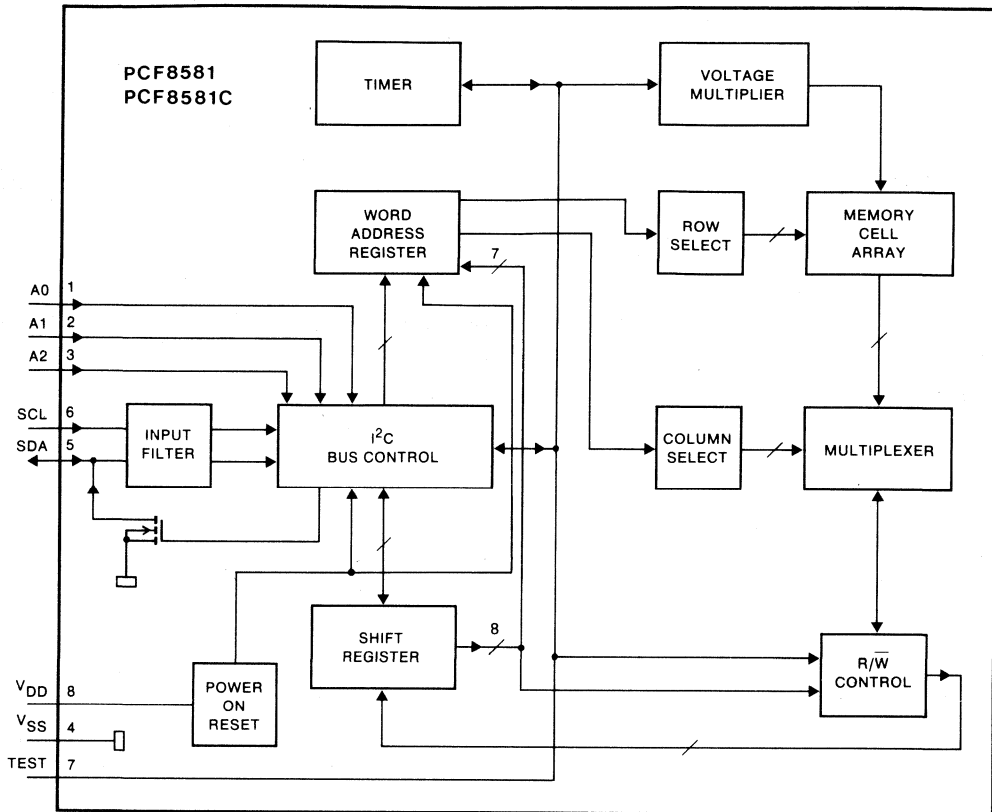 PCF8581
PCF8581C
TIMER
VOLTAGE
MULTIPLIER
WORD
ADDRESS
REGISTER
ROW
SELECT
MEMORY
CELL
ARRAY
7
A0 1
A1 2
A2 3
SCL 6
SDA 5
INPUT
FILTER
I²C
BUS CONTROL
COLUMN
SELECT
MULTIPLEXER
SHIFT
REGISTER
8
R/W̅
CONTROL
POWER
ON
RESET
VDD 8
VSS 4
TEST 7